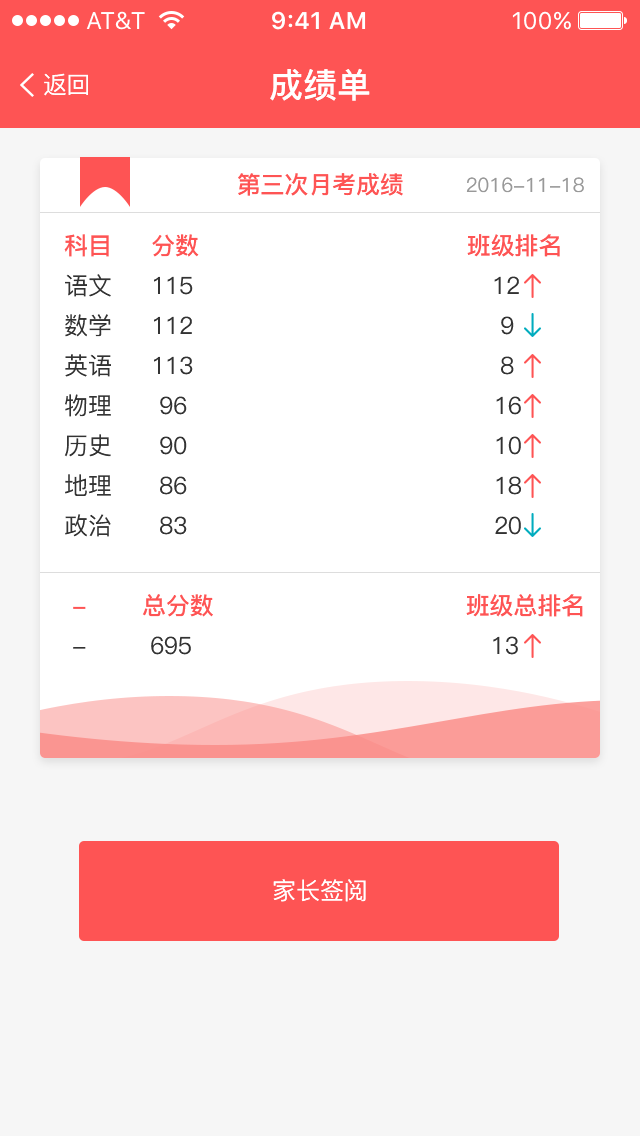 AT&T 9:41 AM 100%
返回 成绩单
第三次月考成绩 2016-11-18
科目 分数 班级排名
语文 115 12↑
数学 112 9↓
英语 113 8↑
物理 96 16↑
历史 90 10↑
地理 86 18↑
政治 83 20↓
– 总分数 班级总排名
– 695 13↑
家长签阅